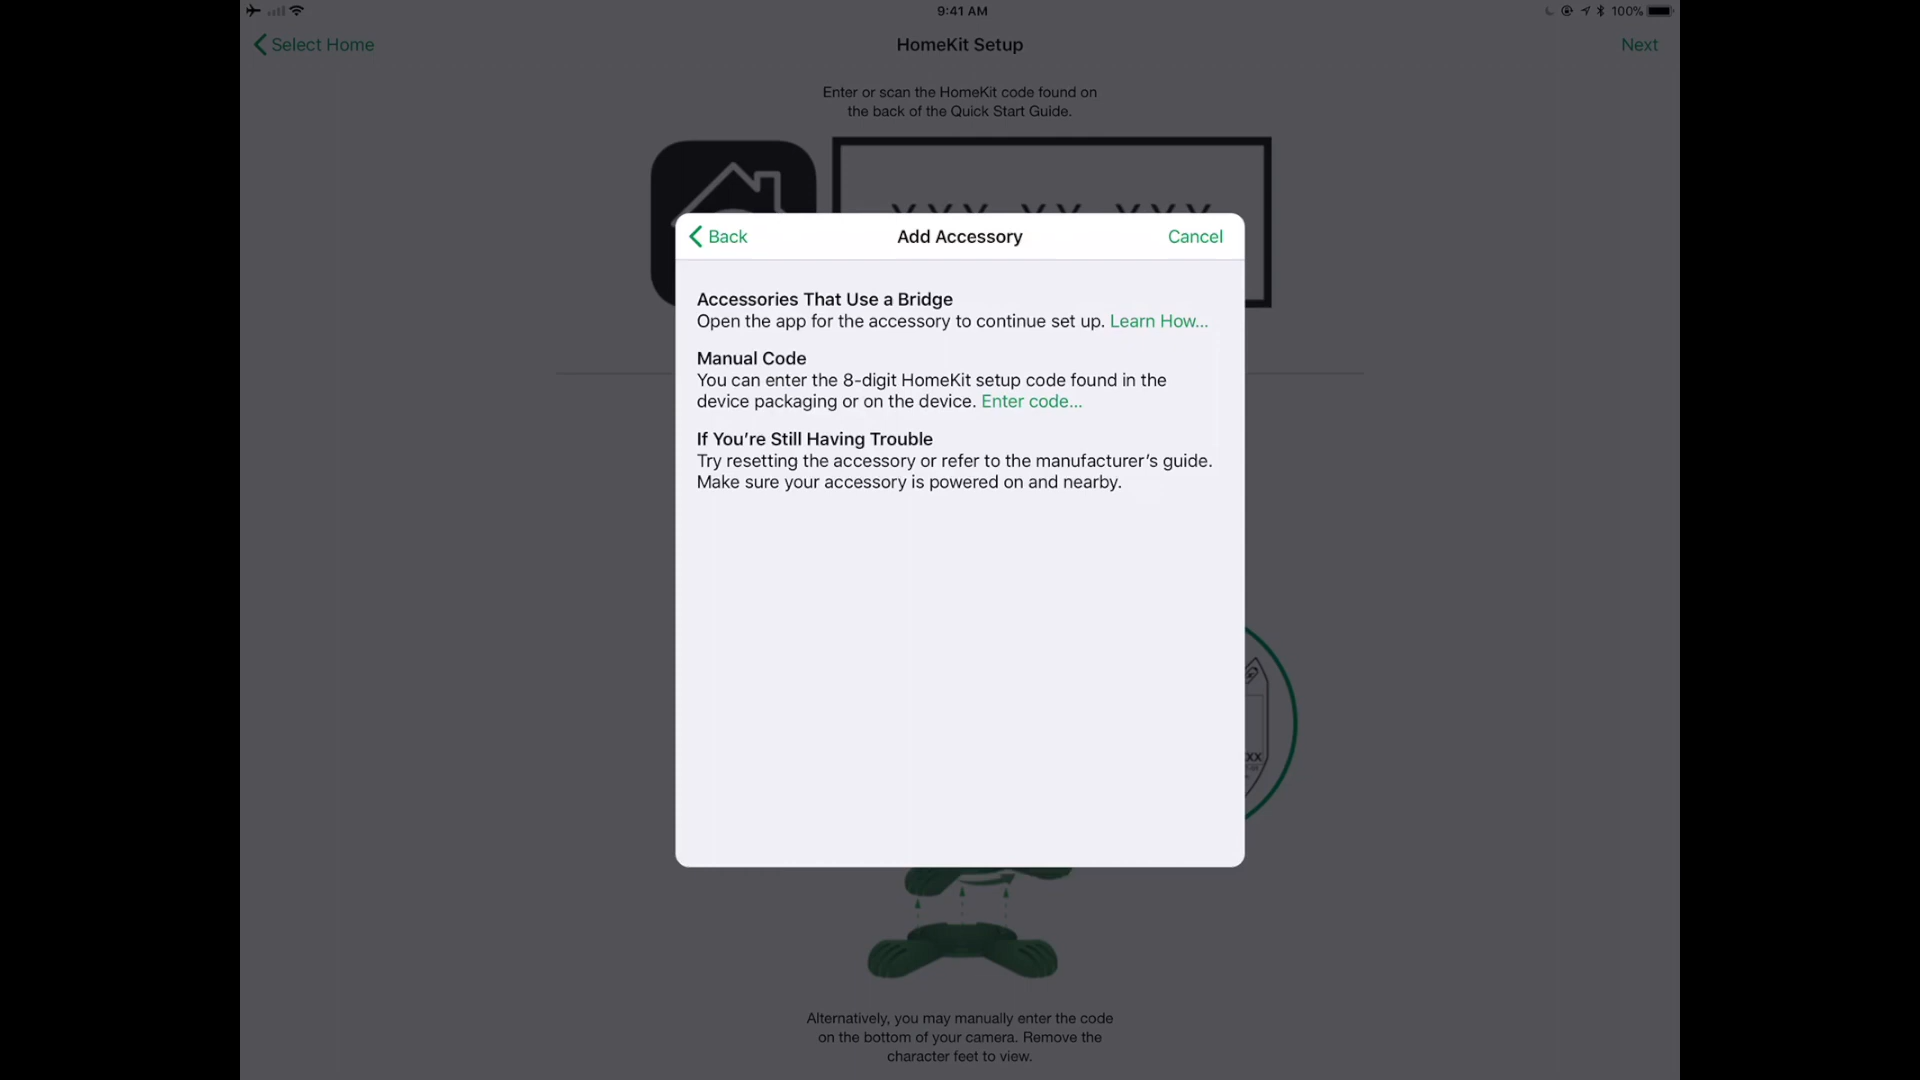 9:41 AM
100%
Select Home
HomeKit Setup
Next
Enter or scan the HomeKit code found on
the back of the Quick Start Guide.
Back
Add Accessory
Cancel
Accessories That Use a Bridge
Open the app for the accessory to continue set up. Learn How...
Manual Code
You can enter the 8-digit HomeKit setup code found in the
device packaging or on the device. Enter code...
If You’re Still Having Trouble
Try resetting the accessory or refer to the manufacturer’s guide.
Make sure your accessory is powered on and nearby.
XX
Alternatively, you may manually enter the code
on the bottom of your camera. Remove the
character feet to view.